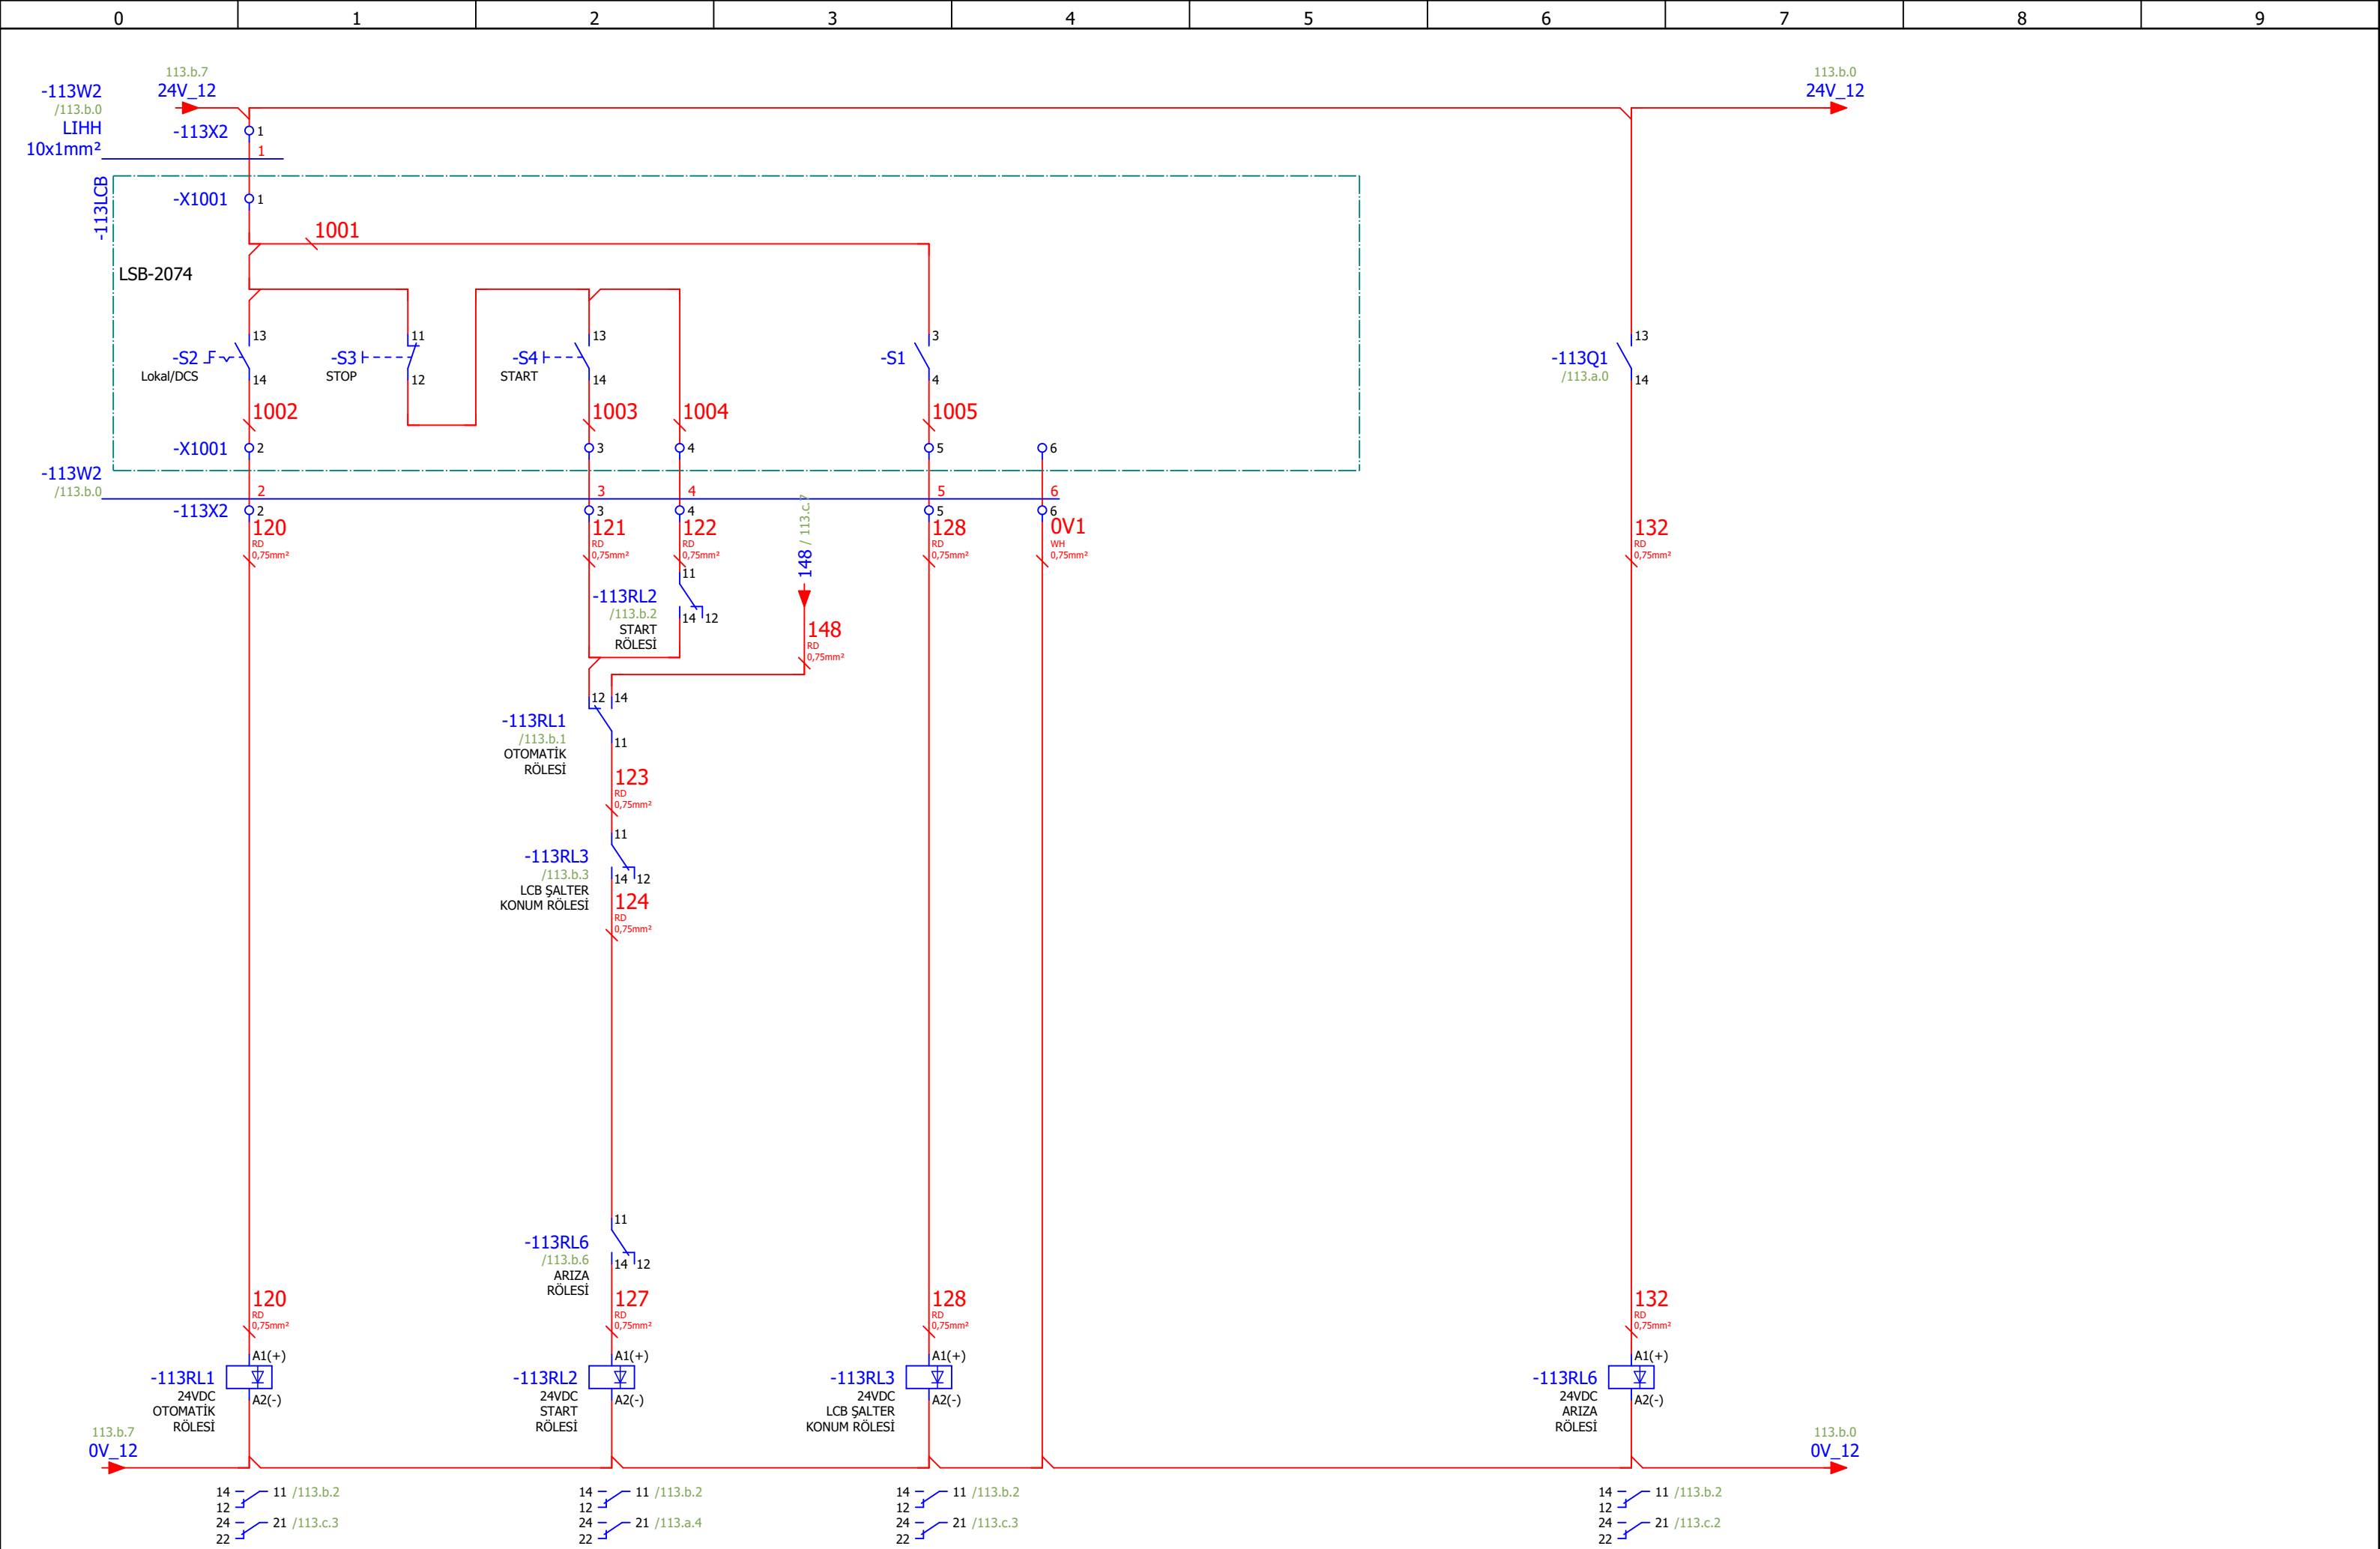 0 1 2 3 4 5 6 7 8 9
113.b.7
24V_12
113.b.0
24V_12
-113W2
/113.b.0
LIHH
10x1mm²
-113X2 1
1
-113LCB
-X1001 1
1001
LSB-2074
-S2
Lokal/DCS
13
14
-S3
STOP
11
12
-S4
START
13
14
-S1
3
4
-113Q1
/113.a.0
13
14
1002
1003
1004
1005
-X1001 2 3 4 5 6
-113W2
/113.b.0
2 3 4 5 6
-113X2 2 3 4 5 6
120
RD
0,75mm²
121
RD
0,75mm²
122
RD
0,75mm²
148 / 113.c.7
128
RD
0,75mm²
0V1
WH
0,75mm²
132
RD
0,75mm²
-113RL2
/113.b.2
START
RÖLESİ
11
14 12
148
RD
0,75mm²
12 14
-113RL1
/113.b.1
OTOMATİK
RÖLESİ
11
123
RD
0,75mm²
11
-113RL3
/113.b.3
LCB ŞALTER
KONUM RÖLESİ
14 12
124
RD
0,75mm²
11
-113RL6
/113.b.6
ARIZA
RÖLESİ
14 12
120
RD
0,75mm²
127
RD
0,75mm²
128
RD
0,75mm²
132
RD
0,75mm²
A1(+)
-113RL1
24VDC
OTOMATİK
RÖLESİ
A2(-)
A1(+)
-113RL2
24VDC
START
RÖLESİ
A2(-)
A1(+)
-113RL3
24VDC
LCB ŞALTER
KONUM RÖLESİ
A2(-)
A1(+)
-113RL6
24VDC
ARIZA
RÖLESİ
A2(-)
113.b.7
0V_12
113.b.0
0V_12
14 11 /113.b.2
12
24 21 /113.c.3
22
14 11 /113.b.2
12
24 21 /113.a.4
22
14 11 /113.b.2
12
24 21 /113.c.3
22
14 11 /113.b.2
12
24 21 /113.c.2
22